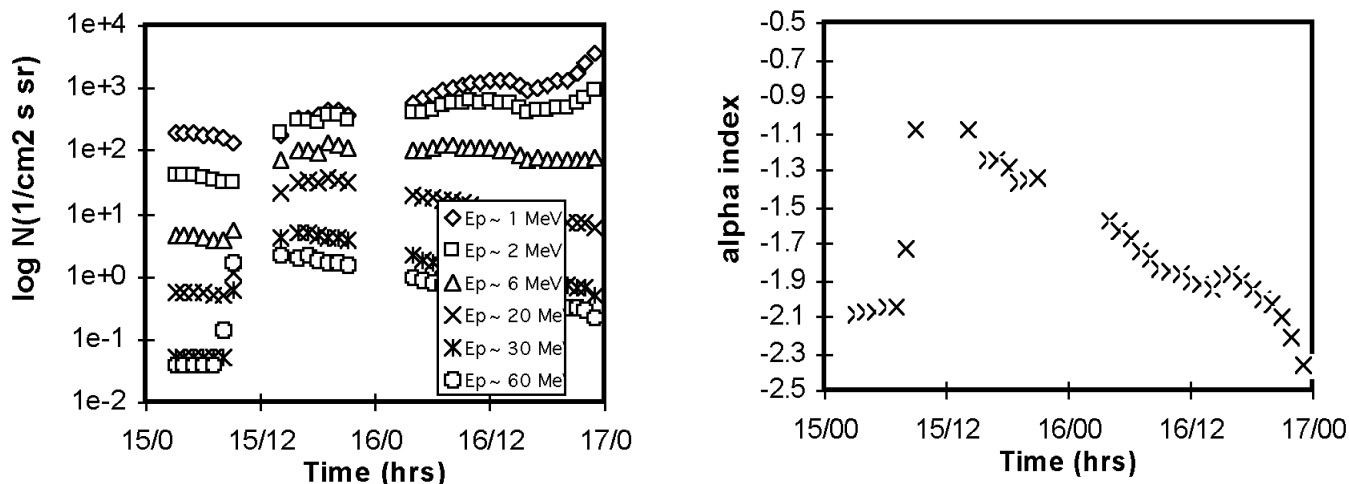 log N(1/cm2 s sr)
1e+4
1e+3
1e+2
1e+1
1e+0
1e-1
1e-2
15/0 15/12 16/0 16/12 17/0
Time (hrs)
Ep~ 1 MeV
Ep~ 2 MeV
Ep~ 6 MeV
Ep~ 20 MeV
Ep~ 30 MeV
Ep~ 60 MeV
alpha index
-0.5
-0.7
-0.9
-1.1
-1.3
-1.5
-1.7
-1.9
-2.1
-2.3
-2.5
15/00 15/12 16/00 16/12 17/00
Time (hrs)